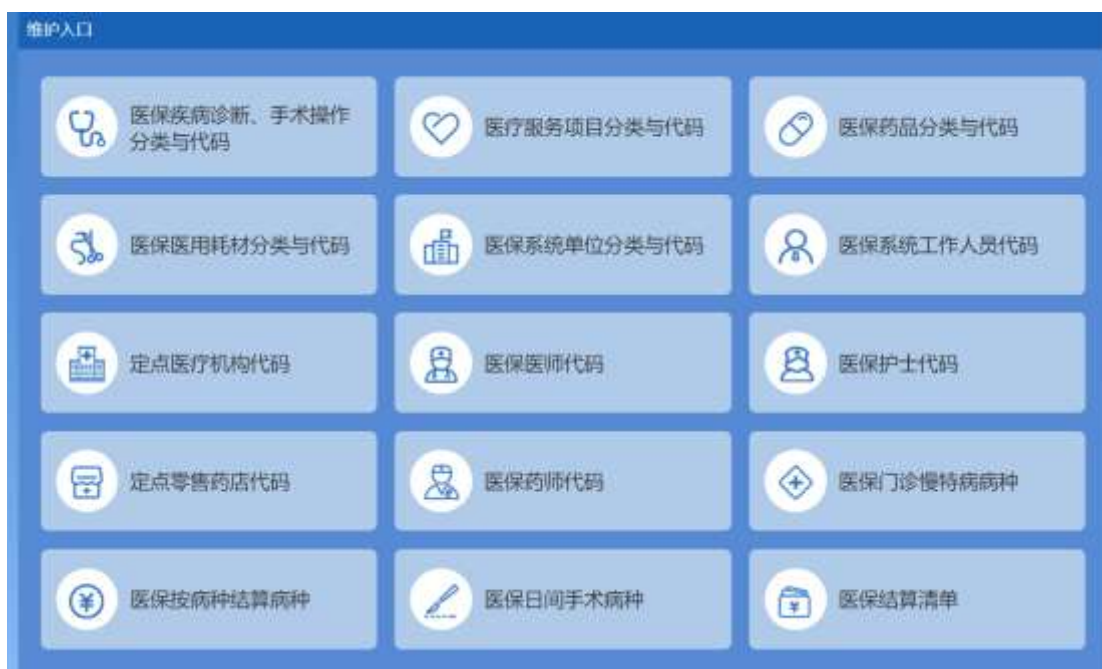 维护入口
医保疾病诊断、手术操作
分类与代码
医疗服务项目分类与代码
医保药品分类与代码
医保医用耗材分类与代码
医保系统单位分类与代码
医保系统工作人员代码
定点医疗机构代码
医保医师代码
医保护士代码
定点零售药店代码
医保药师代码
医保门诊慢特病病种
医保按病种结算病种
医保日间手术病种
医保结算清单